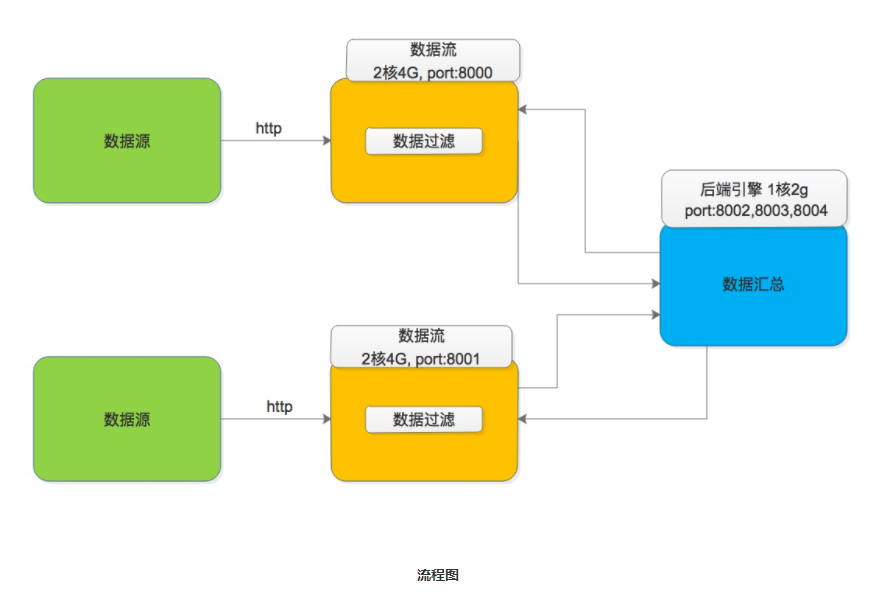 数据流
2核4G, port:8000
数据源
http
数据过滤
后端引擎 1核2g
port:8002,8003,8004
数据汇总
数据流
2核4G, port:8001
数据源
http
数据过滤
流程图